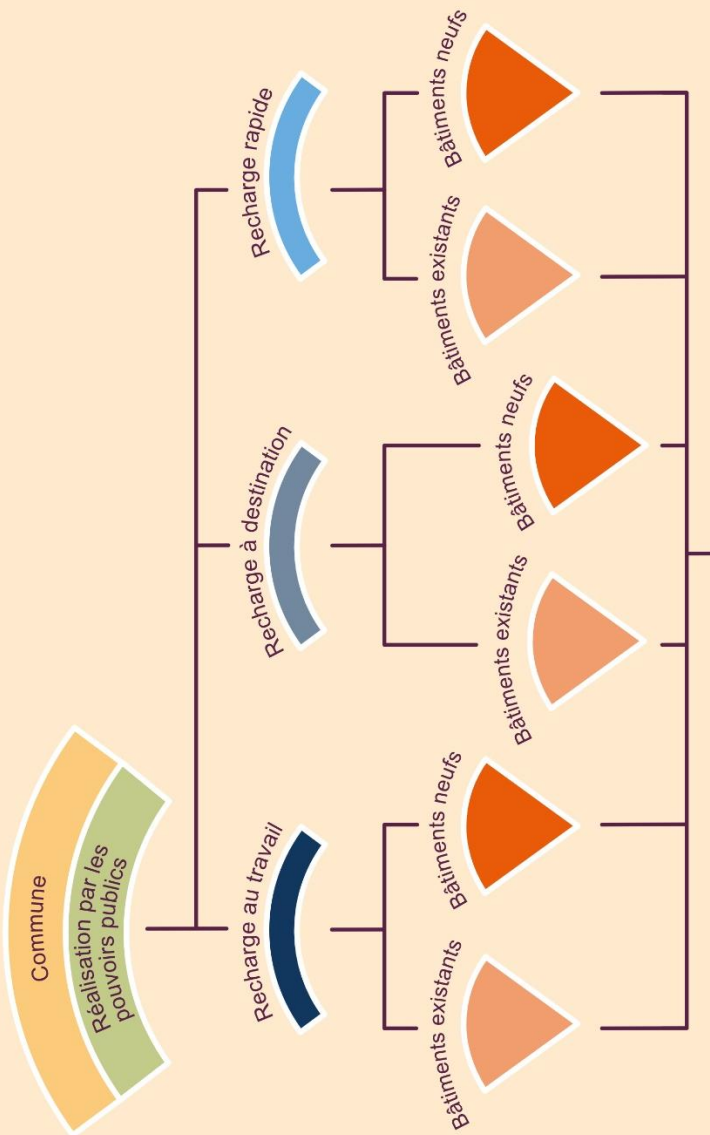 Commune
Réalisation par les
pouvoirs publics
Recharge au travail
Recharge à destination
Recharge rapide
Bâtiments existants
Bâtiments neufs
Bâtiments existants
Bâtiments neufs
Bâtiments existants
Bâtiments neufs